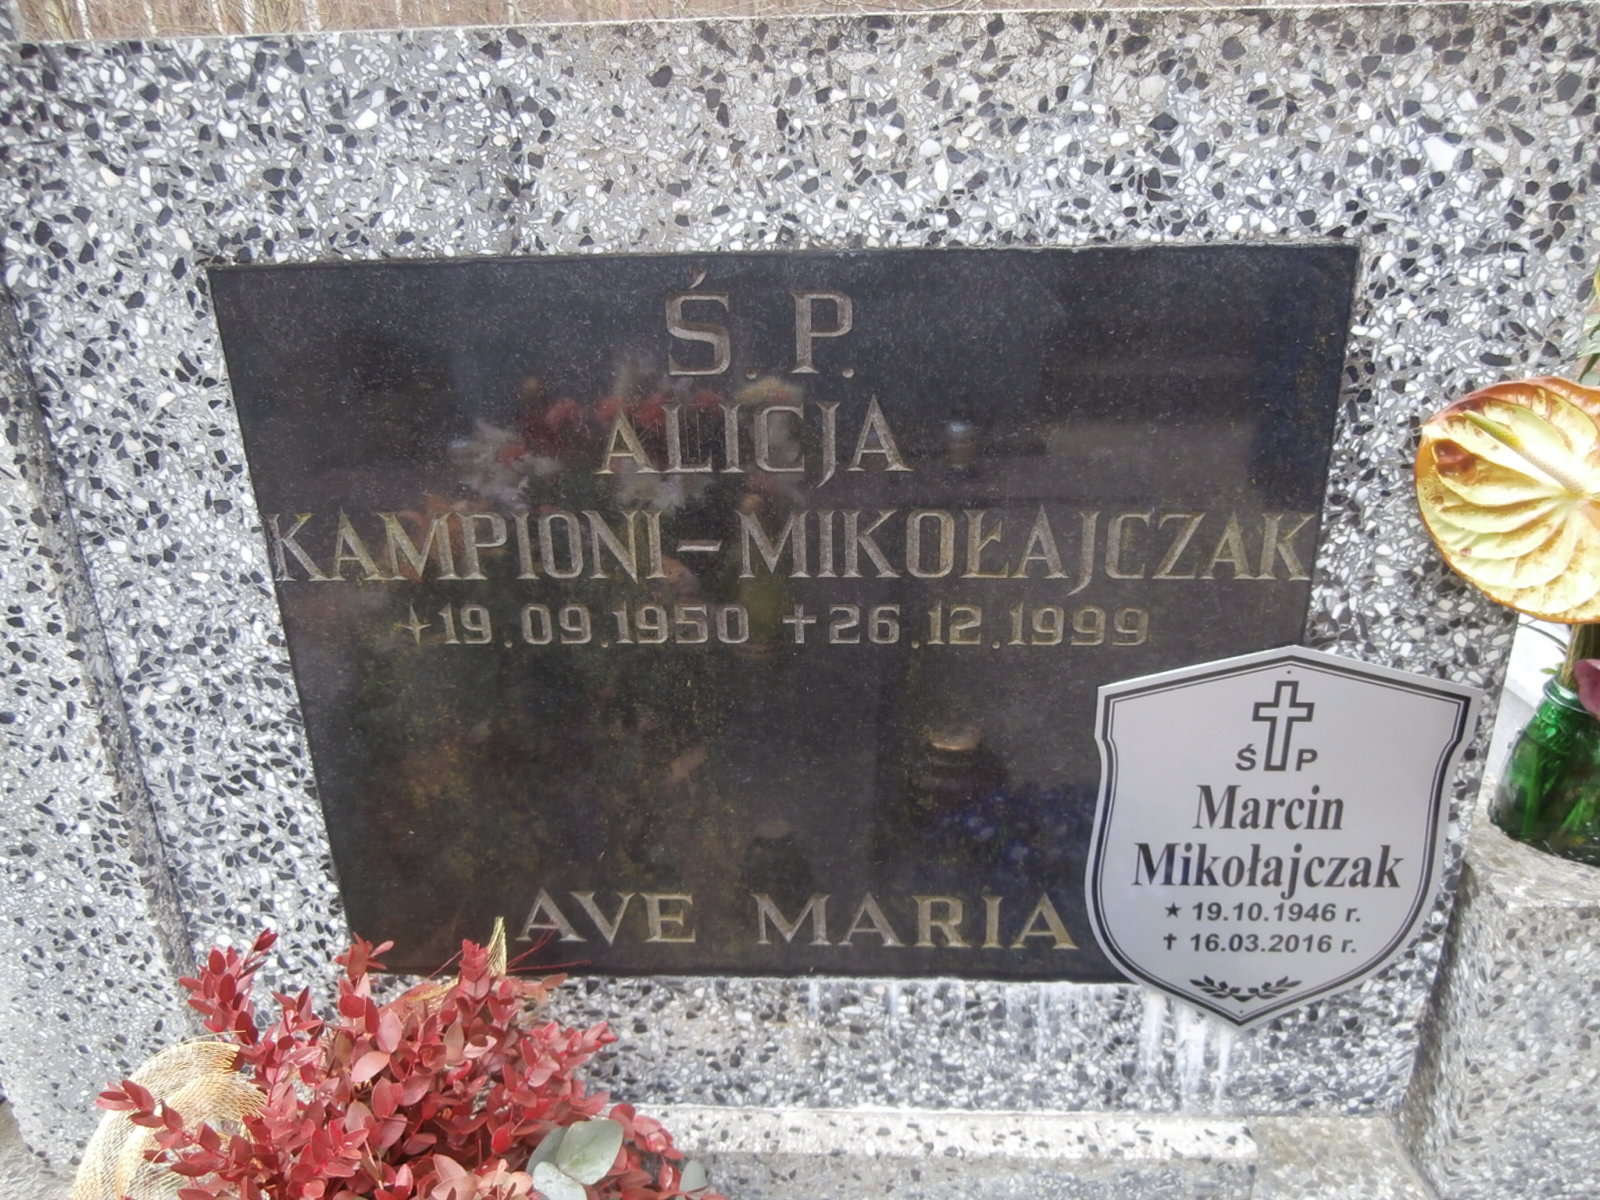 Ś. P.
ALICJA
KAMPIONI-MIKOŁAJCZAK
19.09.1950 †26.12.1999
AVE MARIA
Ś P
Marcin
Mikołajczak
★ 19.10.1946 r.
† 16.03.2016 r.